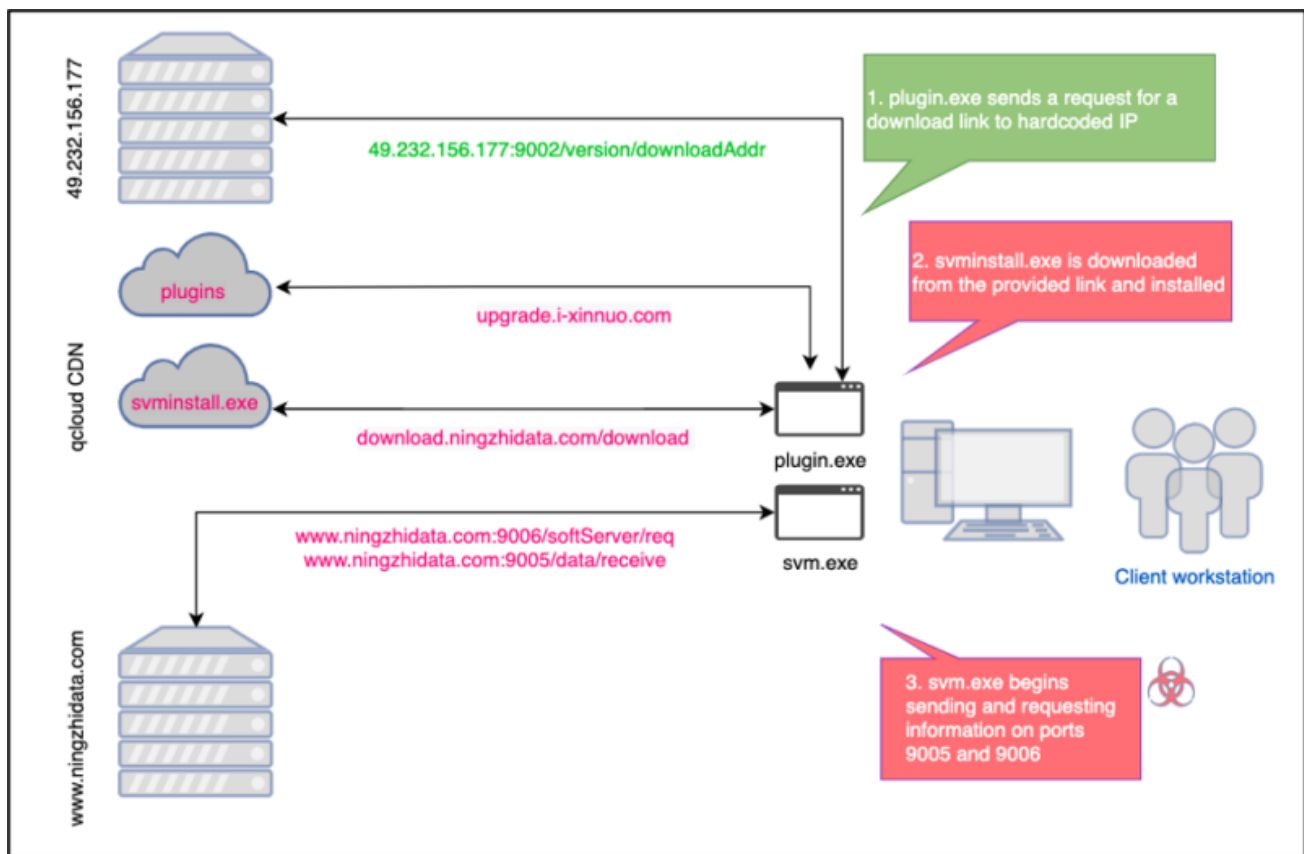 49.232.156.177
49.232.156.177:9002/version/downloadAddr
1. plugin.exe sends a request for a
download link to hardcoded IP
plugins
upgrade.i-xinnuo.com
2. svminstall.exe is downloaded
from the provided link and installed
qcloud CDN
svminstall.exe
download.ningzhidata.com/download
plugin.exe
www.ningzhidata.com:9006/softServer/req
www.ningzhidata.com:9005/data/receive
svm.exe
Client workstation
www.ningzhidata.com
3. svm.exe begins
sending and requesting
information on ports
9005 and 9006